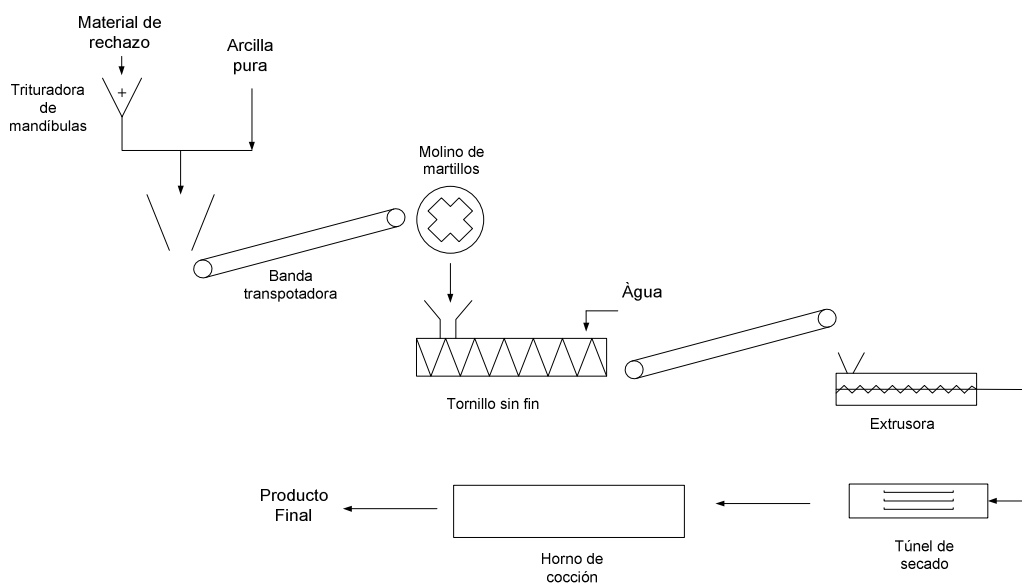 Material de
rechazo
Arcilla
pura
Trituradora
de
mandíbulas
Molino de
martillos
Banda
transpotadora
Àgua
Tornillo sin fin
Extrusora
Producto
Final
Horno de
cocción
Túnel de
secado